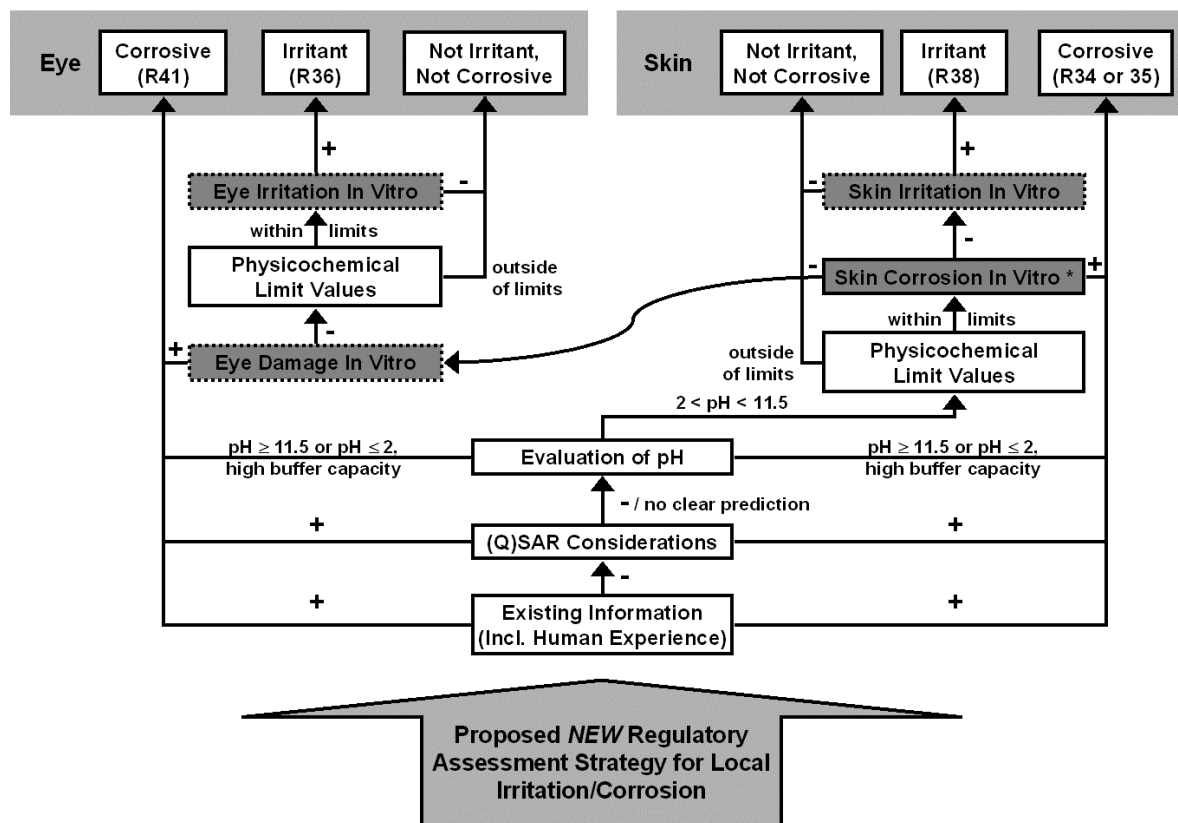 Eye
Corrosive
(R41)
Irritant
(R36)
Not Irritant,
Not Corrosive
Skin
Not Irritant,
Not Corrosive
Irritant
(R38)
Corrosive
(R34 or 35)
+
Eye Irritation In Vitro
-
within limits
Physicochemical
Limit Values
outside
of limits
-
+
Eye Damage In Vitro
+
-
Skin Irritation In Vitro
-
-
Skin Corrosion In Vitro *
+
within limits
outside
of limits
Physicochemical
Limit Values
2 < pH < 11.5
pH ≥ 11.5 or pH ≤ 2,
high buffer capacity
Evaluation of pH
pH ≥ 11.5 or pH ≤ 2,
high buffer capacity
- / no clear prediction
+
(Q)SAR Considerations
+
-
+
Existing Information
(Incl. Human Experience)
+
Proposed NEW Regulatory
Assessment Strategy for Local
Irritation/Corrosion